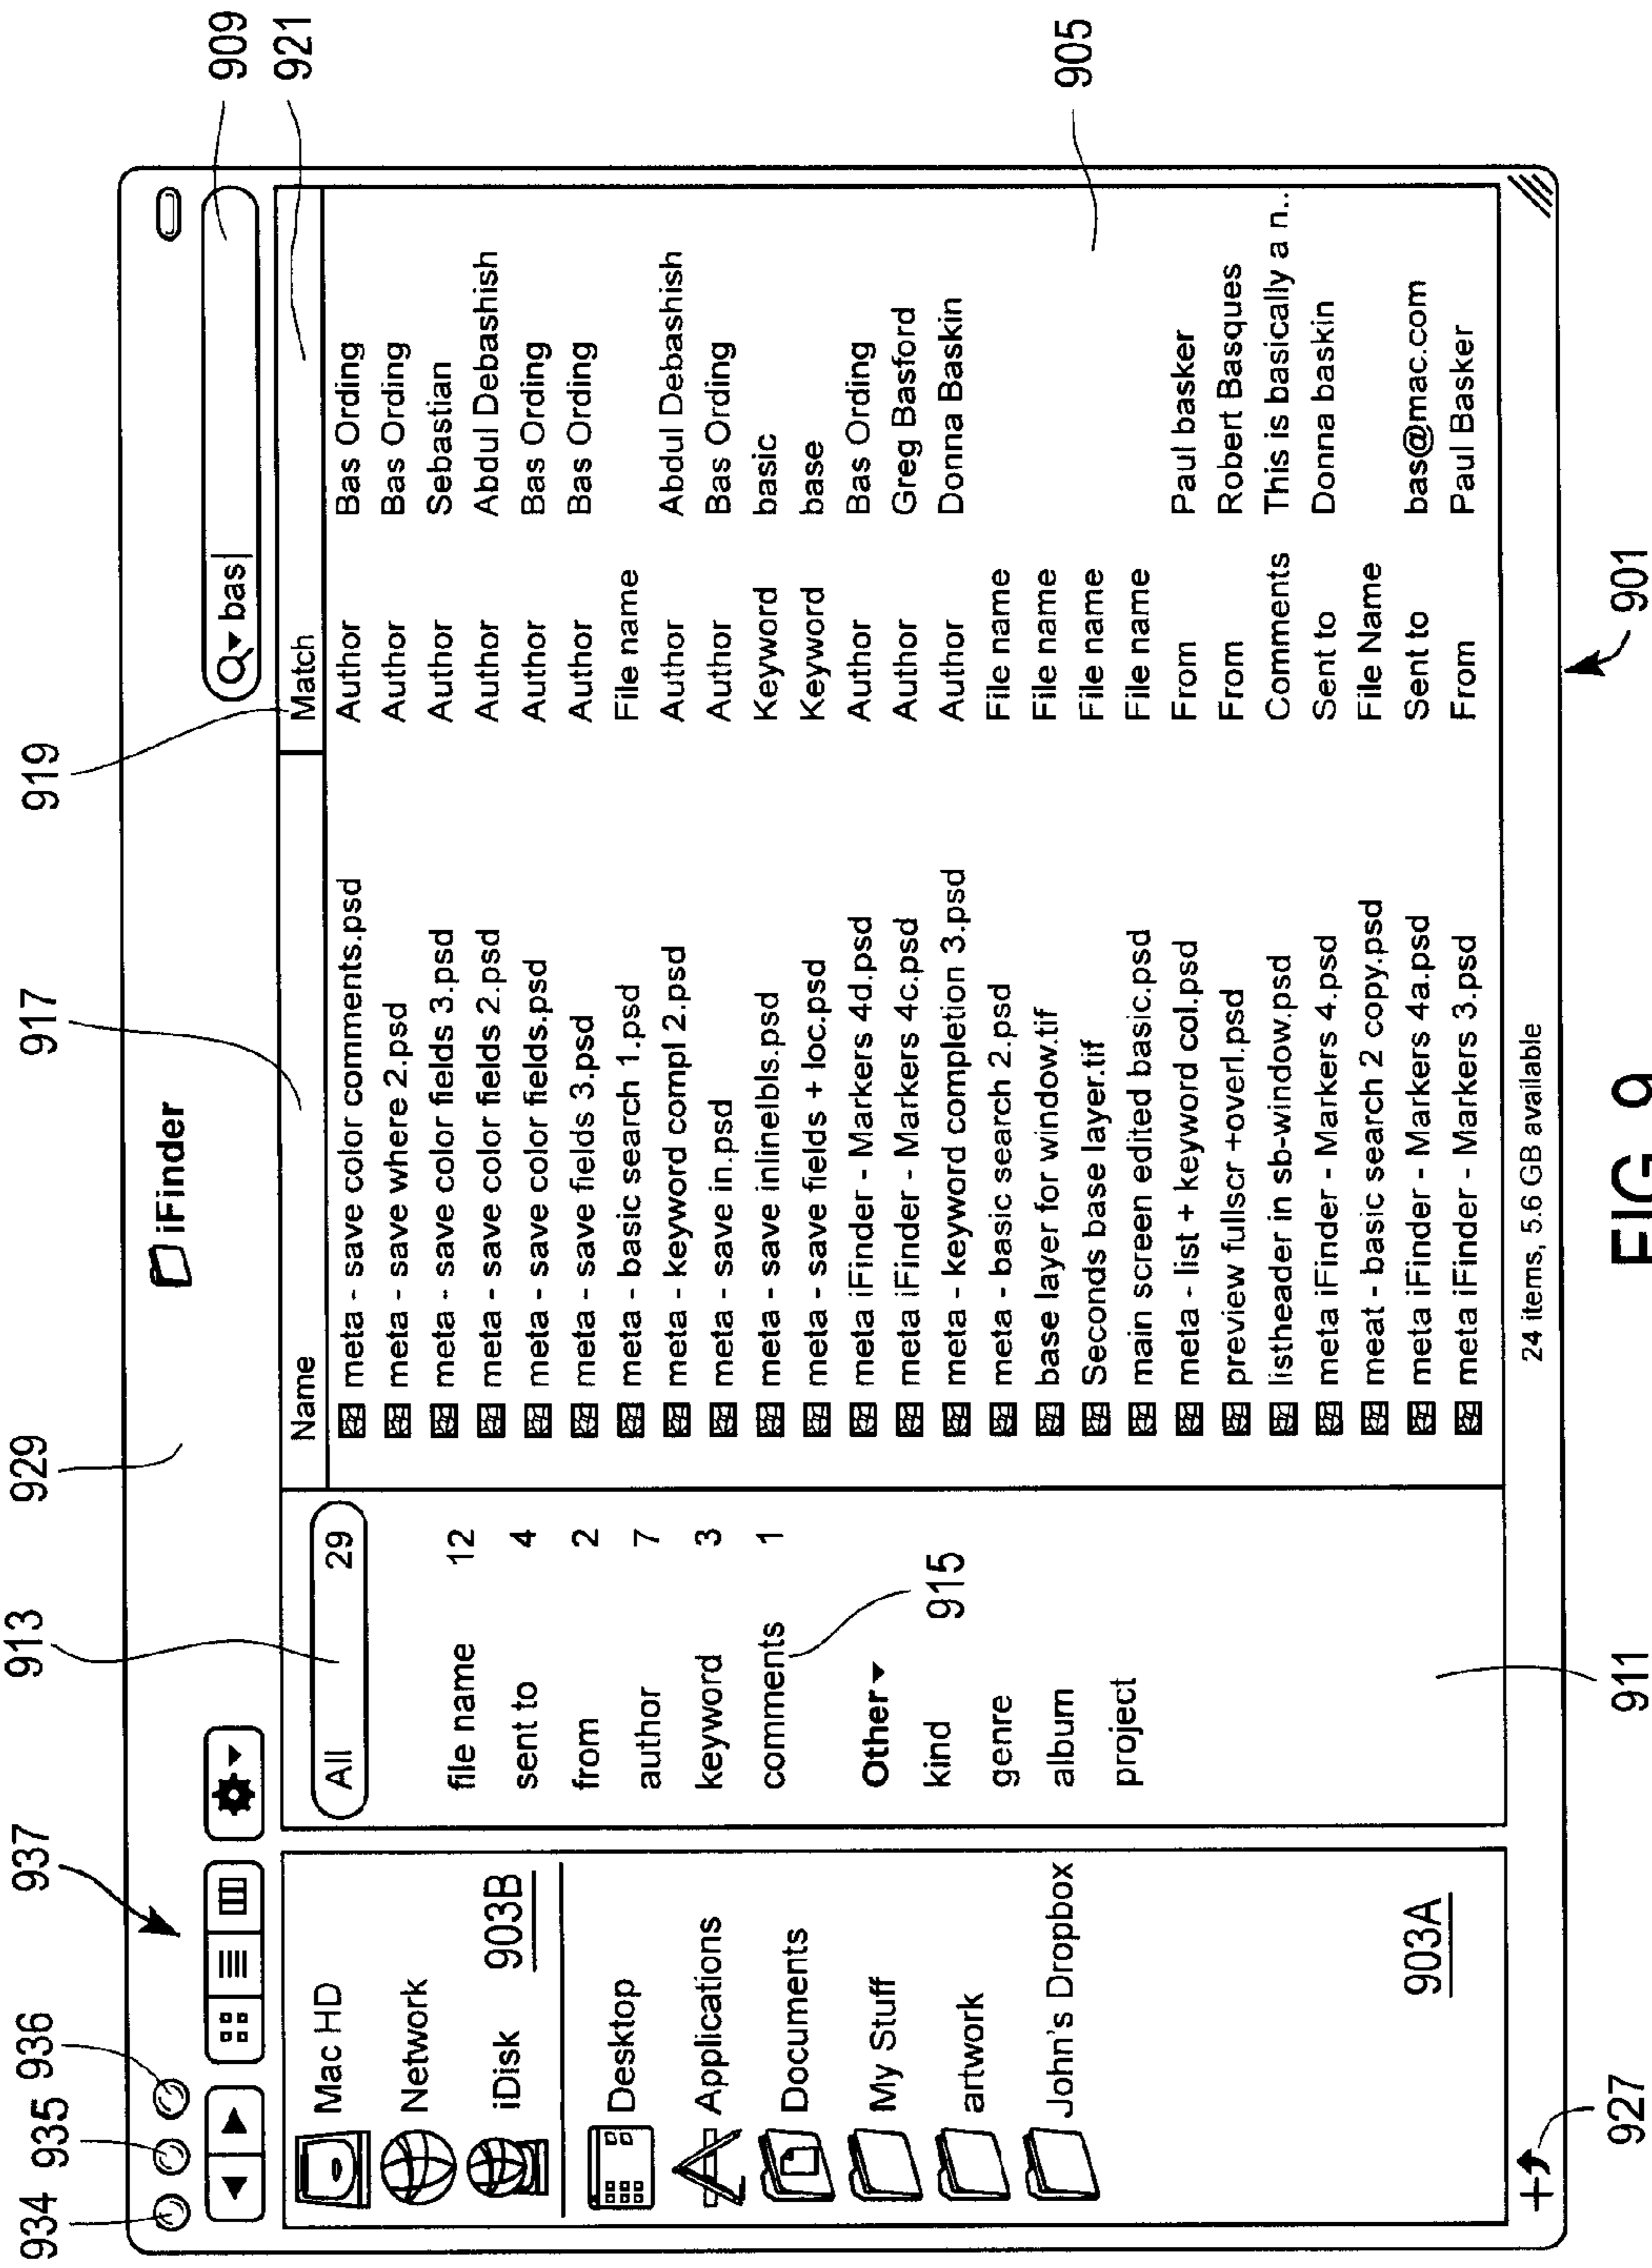 929 917 919
934 935 936 937 913
iFinder
909
bas
921
Mac HD
Network
iDisk
903B
Desktop
Applications
Documents
My Stuff
artwork
John's Dropbox
903A
All 29
file name 12
sent to 4
from 2
author 7
keyword 3
comments 1
915
Other
kind
genre
album
project
911
Name Match
meta - save color comments.psd Author Bas Ording
meta - save where 2.psd Author Bas Ording
meta - save color fields 3.psd Author Sebastian
meta - save color fields 2.psd Author Abdul Debashish
meta - save color fields.psd Author Bas Ording
meta - save fields 3.psd Author Bas Ording
meta - basic search 1.psd File name
meta - keyword compl 2.psd Author Abdul Debashish
meta - save in.psd Author Bas Ording
meta - save inlinelbls.psd Keyword basic
meta - save fields + loc.psd Keyword base
meta iFinder - Markers 4d.psd Author Bas Ording
meta iFinder - Markers 4c.psd Author Greg Basford
meta - keyword completion 3.psd Author Donna Baskin
meta - basic search 2.psd File name
base layer for window.tif File name
Seconds base layer.tif File name
main screen edited basic.psd File name
meta - list + keyword col.psd From Paul basker
preview fullscr +overl.psd From Robert Basques
listheader in sb-window.psd Comments This is basically a n..
meta iFinder - Markers 4.psd Sent to Donna baskin
meat - basic search 2 copy.psd File Name
meta iFinder - Markers 4a.psd Sent to bas@mac.com
meta iFinder - Markers 3.psd From Paul Basker
905
24 items, 5.6 GB available
927
901
FIG. 9